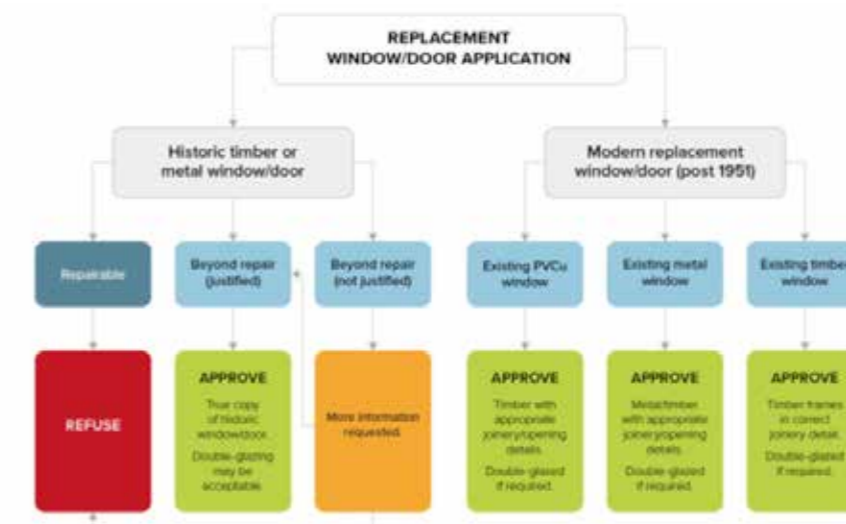 REPLACEMENT
WINDOW/DOOR APPLICATION
Historic timber or
metal window/door
Modern replacement
window/door (post 1951)
Repairable
Beyond repair
(justified)
Beyond repair
(not justified)
Existing PVCu
window
Existing metal
window
Existing timber
window
REFUSE
APPROVE
True copy
of historic
window/door.
Double-glazing
may be
acceptable.
More information
requested.
APPROVE
Timber with
appropriate
joinery/opening
details.
Double-glazed
if required.
APPROVE
Metal/timber
with appropriate
joinery/opening
details.
Double-glazed
if required.
APPROVE
Timber frames
in correct
joinery detail.
Double-glazed
if required.